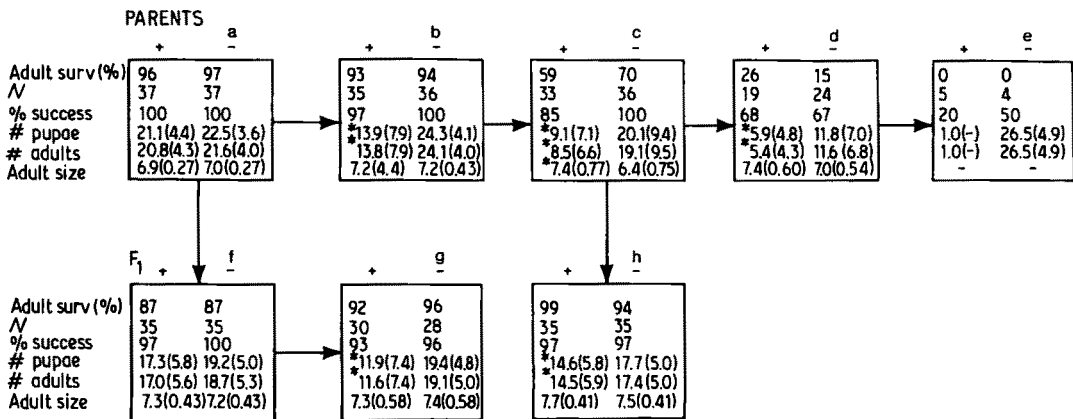 PARENTS
a b c d e
+ - + - + - + - + -
Adult surv(%) 96 97 93 94 59 70 26 15 0 0
N 37 37 35 36 33 36 19 24 5 4
% success 100 100 97 100 85 100 68 67 20 50
# pupae 21.1(4.4) 22.5(3.6) *13.9(7.9) 24.3(4.1) *9.1(7.1) 20.1(9.4) *5.9(4.8) 11.8(7.0) 1.0(-) 26.5(4.9)
# adults 20.8(4.3) 21.6(4.0) *13.8(7.9) 24.1(4.0) *8.5(6.6) 19.1(9.5) *5.4(4.3) 11.6(6.8) 1.0(-) 26.5(4.9)
Adult size 6.9(0.27) 7.0(0.27) 7.2(4.4) 7.2(0.43) *7.4(0.77) 6.4(0.75) 7.4(0.60) 7.0(0.54) - -
F1 f g h
+ - + - + -
Adult surv(%) 87 87 92 96 99 94
N 35 35 30 28 35 35
% success 97 100 93 96 97 97
# pupae 17.3(5.8) 19.2(5.0) *11.9(7.4) 19.4(4.8) *14.6(5.8) 17.7(5.0)
# adults 17.0(5.6) 18.7(5.3) *11.6(7.4) 19.1(5.0) *14.5(5.9) 17.4(5.0)
Adult size 7.3(0.43) 7.2(0.43) 7.3(0.58) 7.4(0.58) 7.7(0.41) 7.5(0.41)